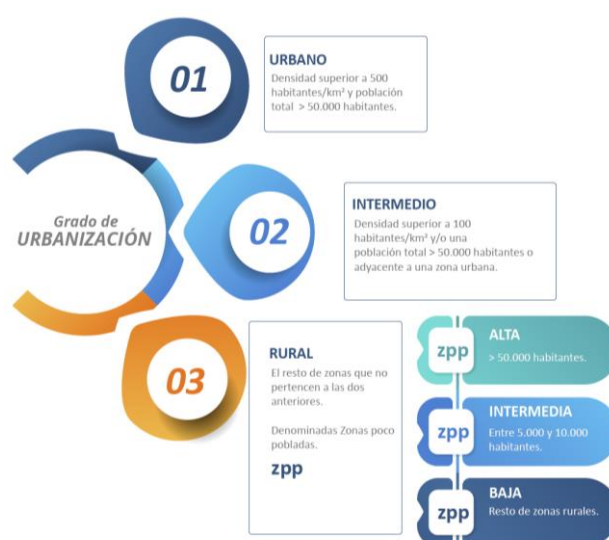 01
URBANO
Densidad superior a 500
habitantes/km² y población
total > 50.000 habitantes.
Grado de
URBANIZACIÓN
02
INTERMEDIO
Densidad superior a 100
habitantes/km² y/o una
población total > 50.000 habitantes o
adyacente a una zona urbana.
03
RURAL
El resto de zonas que no
pertencen a las dos
anteriores.
Denominadas Zonas poco
pobladas.
zpp
zpp
ALTA
> 50.000 habitantes.
zpp
INTERMEDIA
Entre 5.000 y 10.000
habitantes.
zpp
BAJA
Resto de zonas rurales.